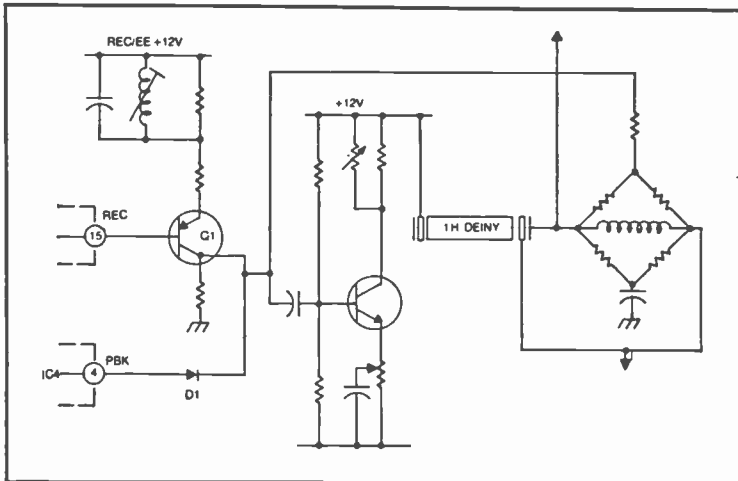 REC/EE +12V
+12V
REC
15
Q1
1H DEINY
IC4
4
PBK
D1